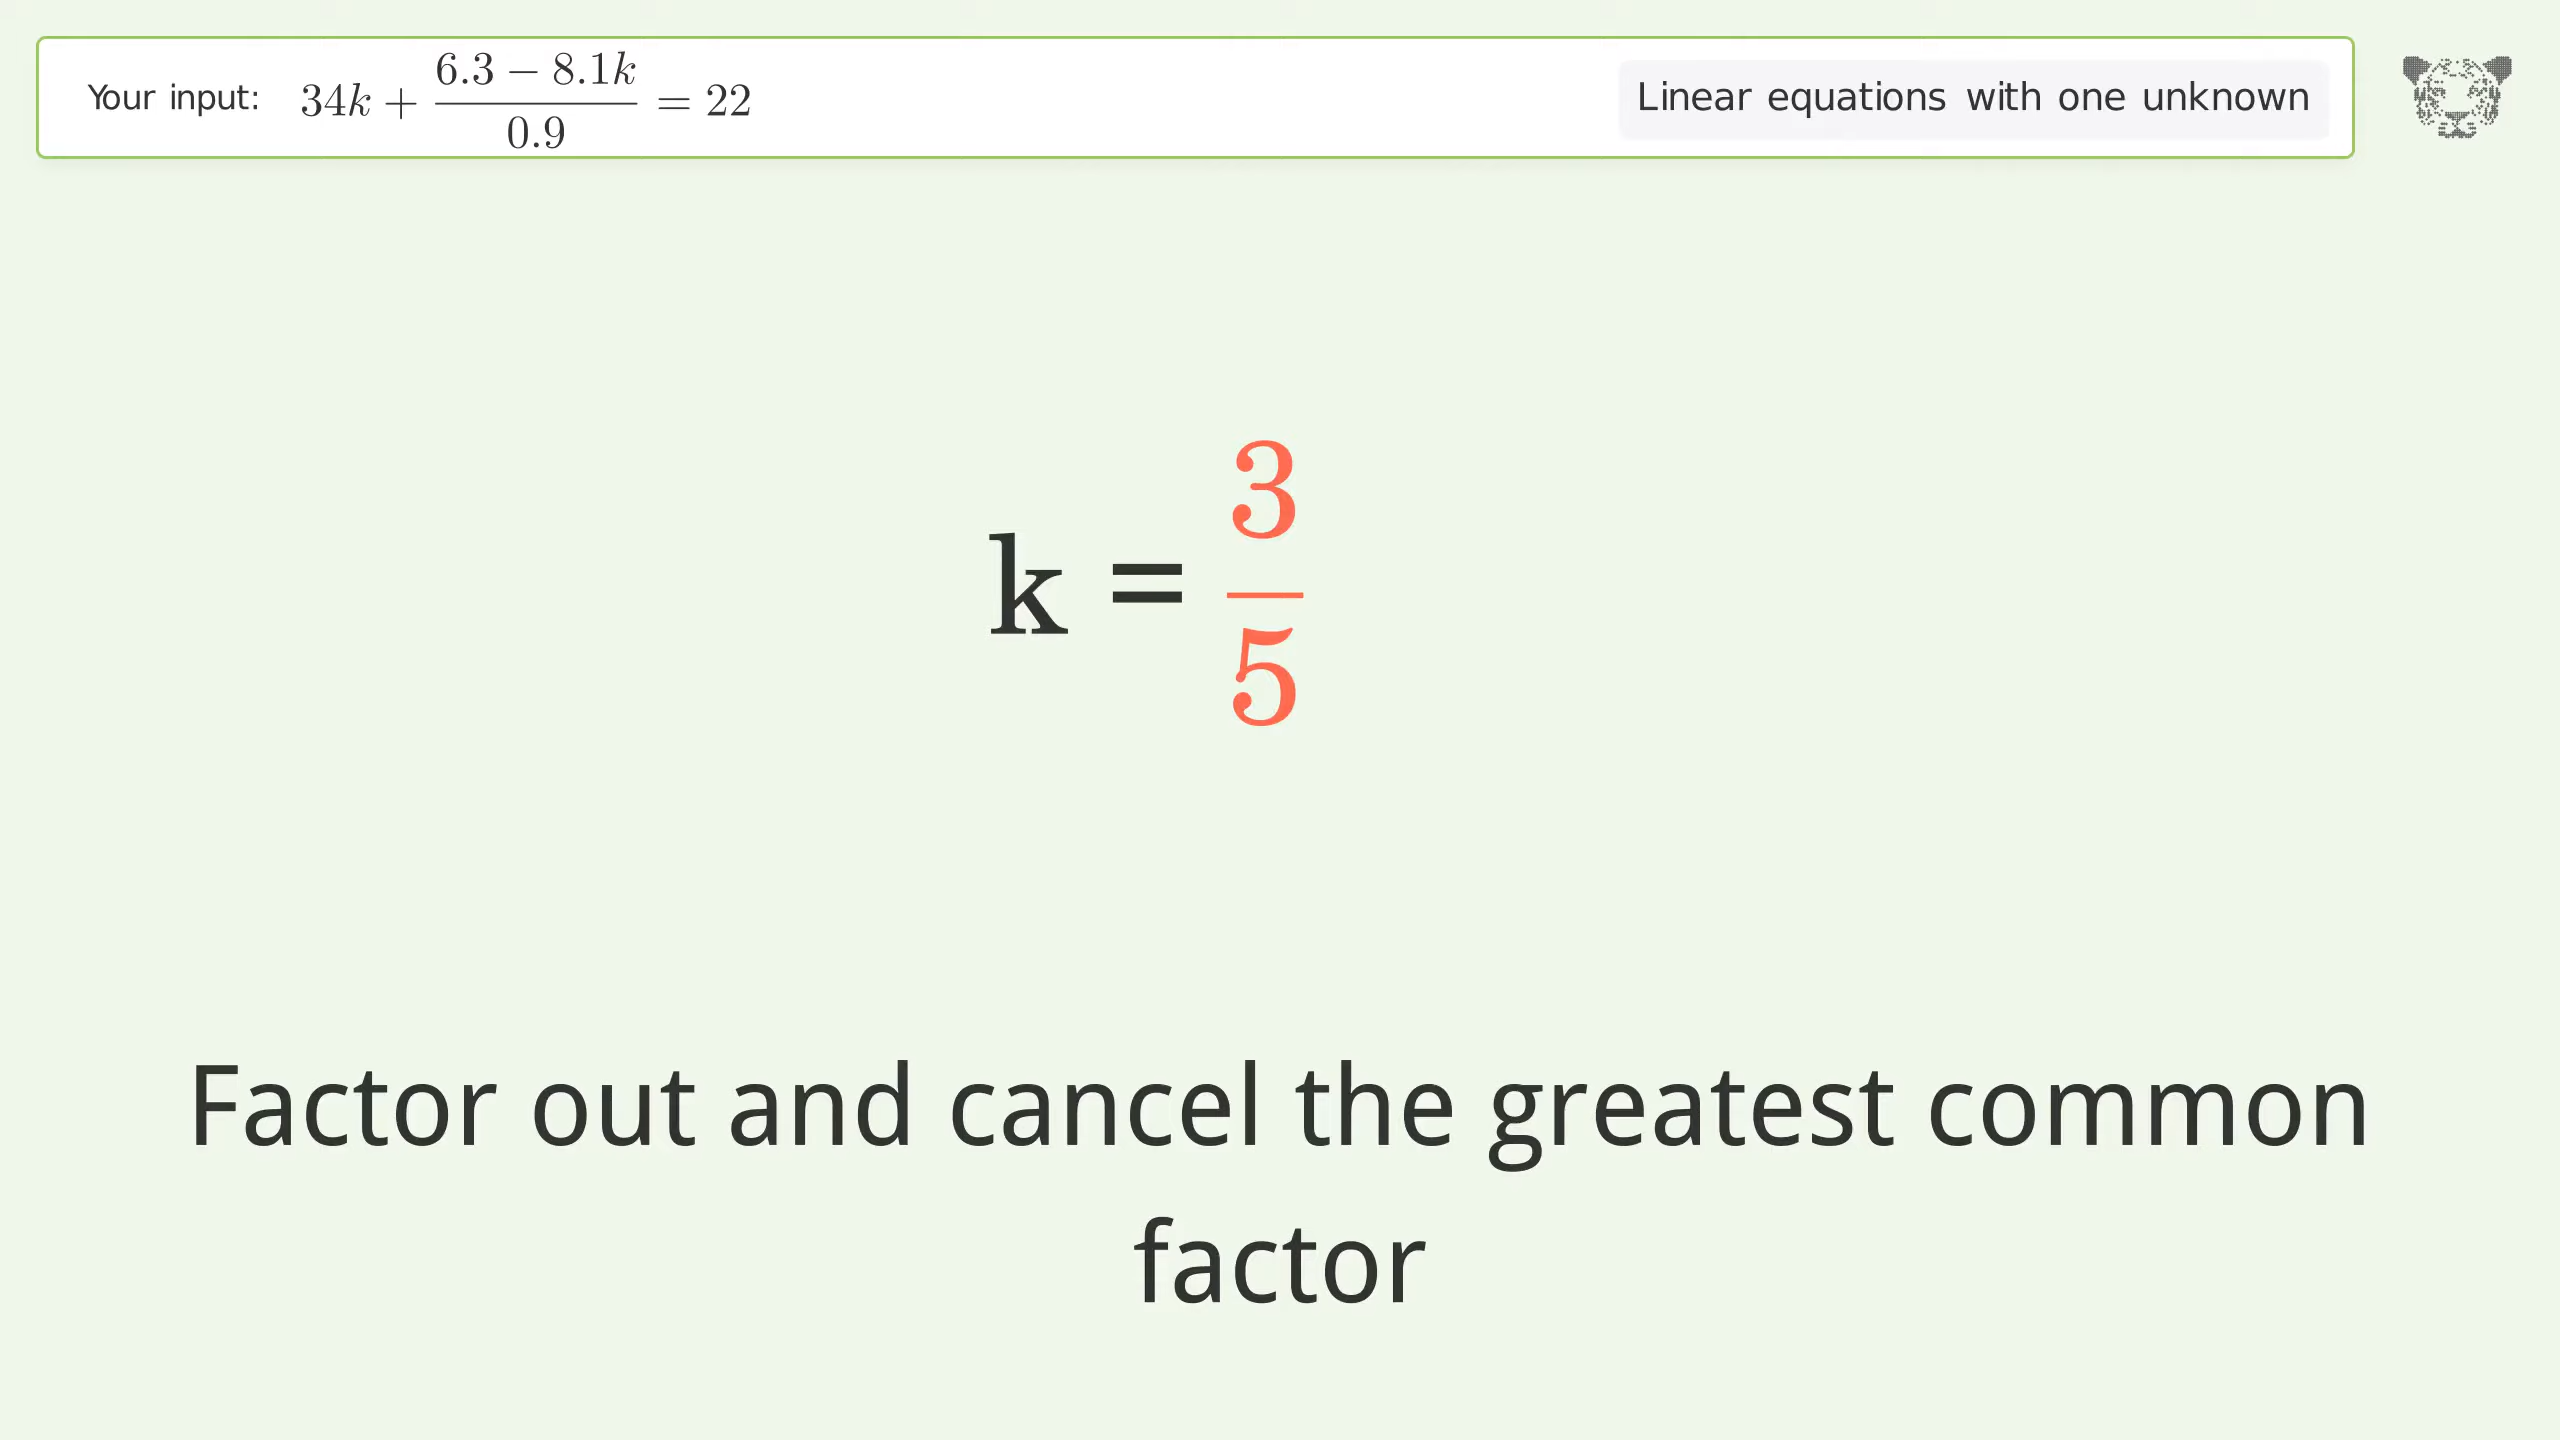 Your input: 34k + (6.3 − 8.1k)/0.9 = 22
Linear equations with one unknown
k = 3/5
Factor out and cancel the greatest common
factor